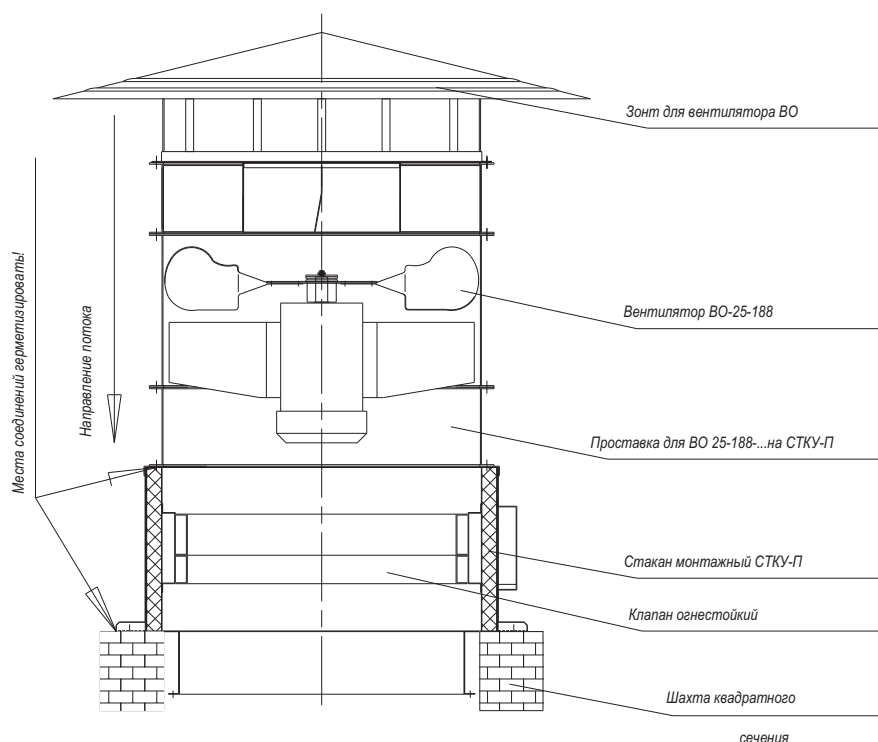 Зонт для вентилятора ВО
Места соединений герметизировать!
Направление потока
Вентилятор ВО-25-188
Проставка для ВО 25-188-...на СТКУ-П
Стакан монтажный СТКУ-П
Клапан огнестойкий
Шахта квадратного
сечения